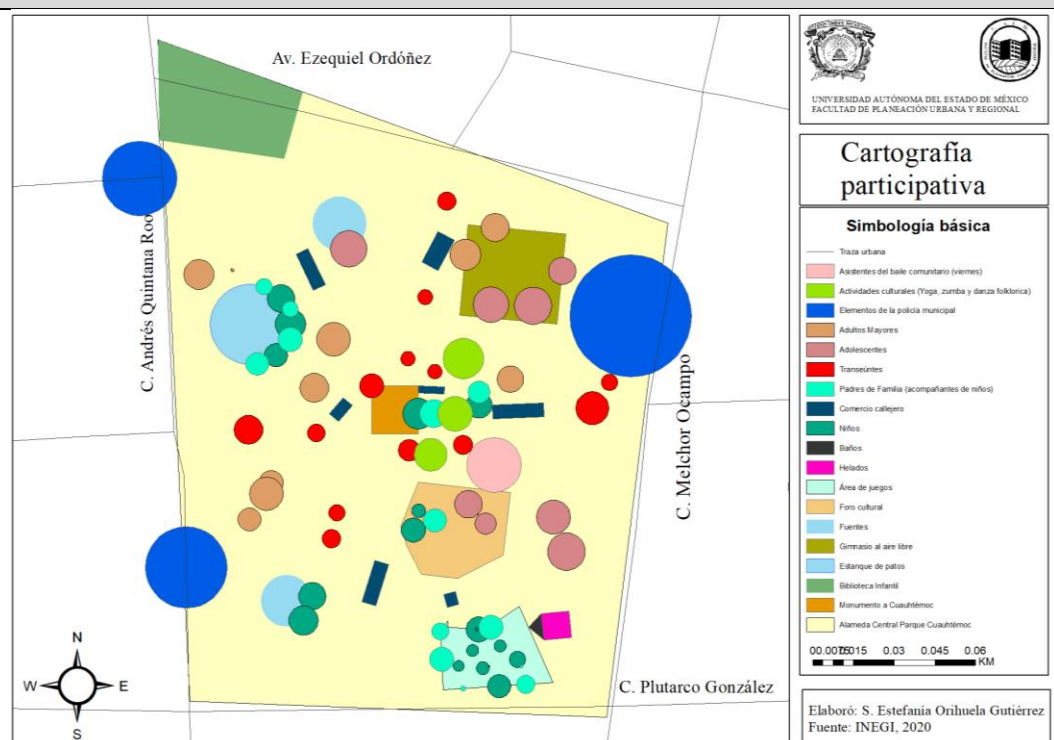 Av. Ezequiel Ordóñez
C. Andrés Quintana Roo
C. Melchor Ocampo
C. Plutarco González
N
W
E
S
UNIVERSIDAD AUTÓNOMA DEL ESTADO DE MÉXICO
FACULTAD DE PLANEACIÓN URBANA Y REGIONAL
Cartografía
participativa
Simbología básica
Traza urbana
Asistentes del baile comunitario (viernes)
Actividades culturales (Yoga, zumba y danza folklorica)
Elementos de la policía municipal
Adultos Mayores
Adolescentes
Transeúntes
Padres de Familia (acompañantes de niños)
Comercio callejero
Niños
Baños
Helados
Área de juegos
Foro cultural
Fuentes
Gimnasio al aire libre
Estanque de patos
Biblioteca Infantil
Monumento a Cuauhtémoc
Alameda Central Parque Cuauhtémoc
0.03 0.045 0.06
KM
Elaboró: S. Estefanía Orihuela Gutiérrez
Fuente: INEGI, 2020